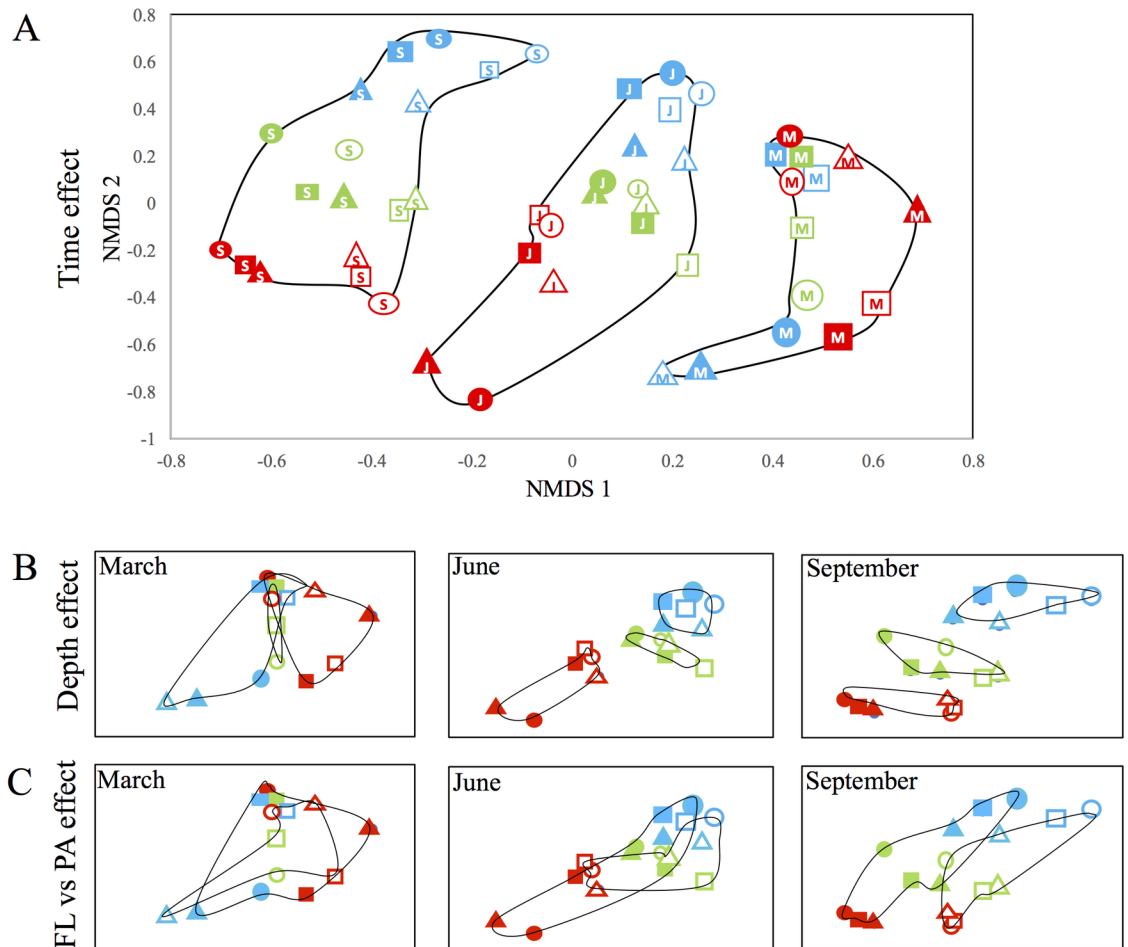 A
Time effect
NMDS 2
0.8
0.6
0.4
0.2
0
-0.2
-0.4
-0.6
-0.8
-1
S S S S
S S
S
S
S S S S
S S S S S
S
J J J
J
J J
J J J
J J J
J J
J
J
J
M
M M M
M M
M
M
M
M
M
M
M
M M
-0.8 -0.6 -0.4 -0.2 0 0.2 0.4 0.6 0.8
NMDS 1
B
Depth effect
March June September
C
FL vs PA effect
March June September